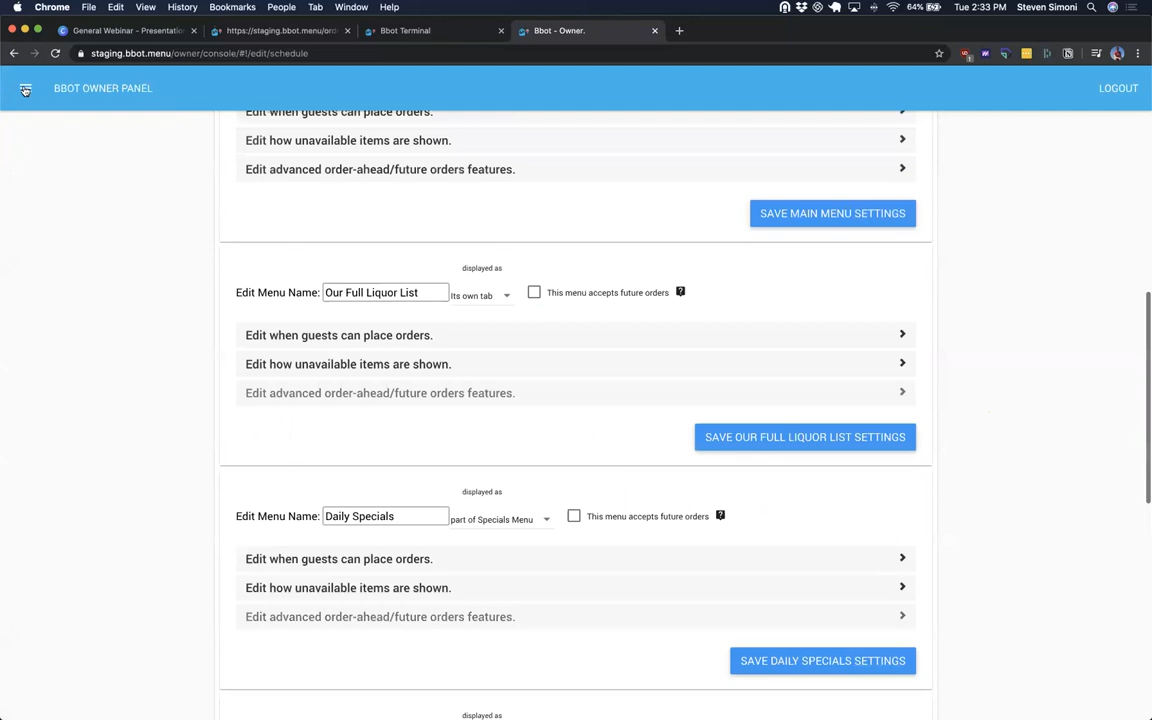 Chrome File Edit View History Bookmarks People Tab Window Help 64% Tue 2:33 PM Steven Simoni
General Webinar - Presentatio https://staging.bbot.menu/ord Bbot Terminal Bbot - Owner.
staging.bbot.menu/owner/console/#!/edit/schedule
BBOT OWNER PANEL LOGOUT
Edit when guests can place orders.
Edit how unavailable items are shown.
Edit advanced order-ahead/future orders features.
SAVE MAIN MENU SETTINGS
displayed as
Edit Menu Name: Our Full Liquor List Its own tab This menu accepts future orders
Edit when guests can place orders.
Edit how unavailable items are shown.
Edit advanced order-ahead/future orders features.
SAVE OUR FULL LIQUOR LIST SETTINGS
displayed as
Edit Menu Name: Daily Specials part of Specials Menu This menu accepts future orders
Edit when guests can place orders.
Edit how unavailable items are shown.
Edit advanced order-ahead/future orders features.
SAVE DAILY SPECIALS SETTINGS
displayed as